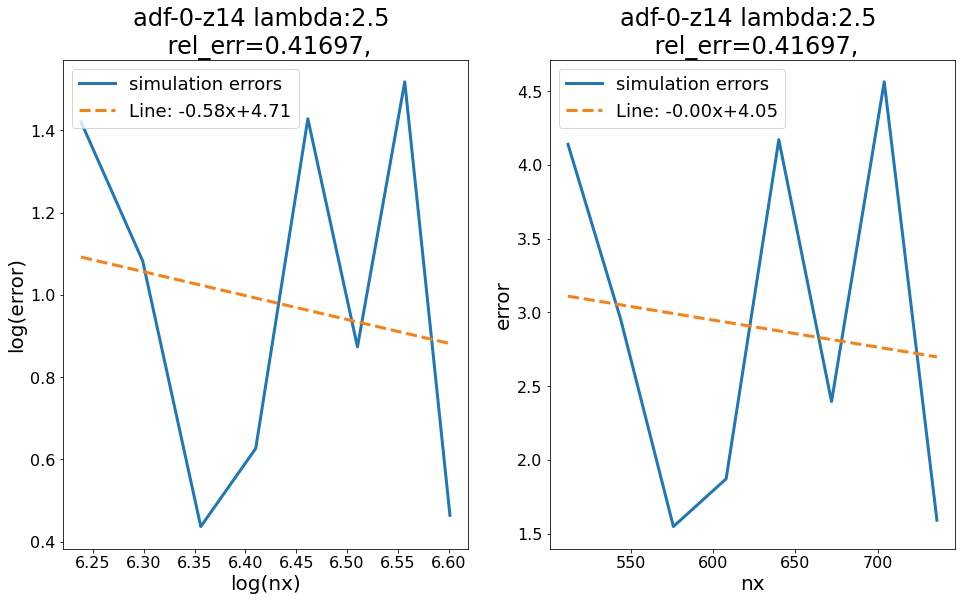 adf-0-z14 lambda:2.5
rel_err=0.41697,
simulation errors
Line: -0.58x+4.71
log(error)
1.4
1.2
1.0
0.8
0.6
0.4
6.25 6.30 6.35 6.40 6.45 6.50 6.55 6.60
log(nx)
adf-0-z14 lambda:2.5
rel_err=0.41697,
simulation errors
Line: -0.00x+4.05
error
4.5
4.0
3.5
3.0
2.5
2.0
1.5
550 600 650 700
nx